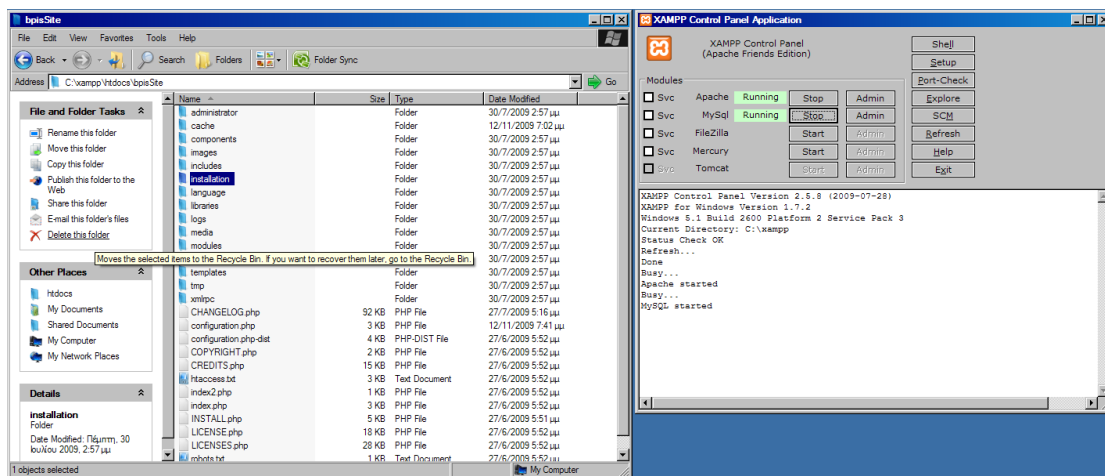 bpisSite
File Edit View Favorites Tools Help
Back Search Folders Folder Sync
Address C:\xampp\htdocs\bpisSite Go
File and Folder Tasks
Rename this folder
Move this folder
Copy this folder
Publish this folder to the
Web
Share this folder
E-mail this folder's files
Delete this folder
Other Places
htdocs
My Documents
Shared Documents
My Computer
My Network Places
Details
installation
Folder
Date Modified: Πέμπτη, 30
Ιουλίου 2009, 2:57 μμ
Name Size Type Date Modified
administrator Folder 30/7/2009 2:57 μμ
cache Folder 12/11/2009 7:02 μμ
components Folder 30/7/2009 2:57 μμ
images Folder 30/7/2009 2:57 μμ
includes Folder 30/7/2009 2:57 μμ
installation Folder 30/7/2009 2:57 μμ
language Folder 30/7/2009 2:57 μμ
libraries Folder 30/7/2009 2:57 μμ
logs Folder 30/7/2009 2:57 μμ
media Folder 30/7/2009 2:57 μμ
modules Folder 30/7/2009 2:57 μμ
Moves the selected items to the Recycle Bin. If you want to recover them later, go to the Recycle Bin. 30/7/2009 2:57 μμ
templates Folder 30/7/2009 2:57 μμ
tmp Folder 30/7/2009 2:57 μμ
xmlrpc Folder 30/7/2009 2:57 μμ
CHANGELOG.php 92 KB PHP File 27/7/2009 5:16 μμ
configuration.php 3 KB PHP File 12/11/2009 7:41 μμ
configuration.php-dist 4 KB PHP-DIST File 27/6/2009 5:52 μμ
COPYRIGHT.php 2 KB PHP File 27/6/2009 5:52 μμ
CREDITS.php 15 KB PHP File 27/6/2009 5:52 μμ
htaccess.txt 3 KB Text Document 27/6/2009 5:52 μμ
index2.php 1 KB PHP File 27/6/2009 5:52 μμ
index.php 3 KB PHP File 27/6/2009 5:52 μμ
INSTALL.php 5 KB PHP File 27/6/2009 5:51 μμ
LICENSE.php 18 KB PHP File 27/6/2009 5:52 μμ
LICENSES.php 28 KB PHP File 27/6/2009 5:52 μμ
robots.txt 1 KB Text Document 27/6/2009 5:52 μμ
1 objects selected My Computer
XAMPP Control Panel Application
XAMPP Control Panel
(Apache Friends Edition)
Shell
Setup
Port-Check
Explore
SCM
Refresh
Help
Exit
Modules
Svc Apache Running Stop Admin
Svc MySql Running Stop Admin
Svc FileZilla Start Admin
Svc Mercury Start Admin
Svc Tomcat Start Admin
XAMPP Control Panel Version 2.5.8 (2009-07-28)
XAMPP for Windows Version 1.7.2
Windows 5.1 Build 2600 Platform 2 Service Pack 3
Current Directory: C:\xampp
Status Check OK
Refresh...
Done
Busy...
Apache started
Busy...
MySQL started